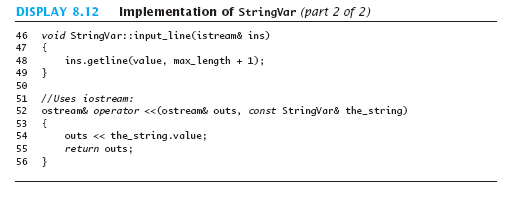 DISPLAY 8.12 Implementation of StringVar (part 2 of 2)
46 void StringVar::input_line(istream& ins)
47 {
48 ins.getline(value, max_length + 1);
49 }
50
51 //Uses iostream:
52 ostream& operator <<(ostream& outs, const StringVar& the_string)
53 {
54 outs << the_string.value;
55 return outs;
56 }